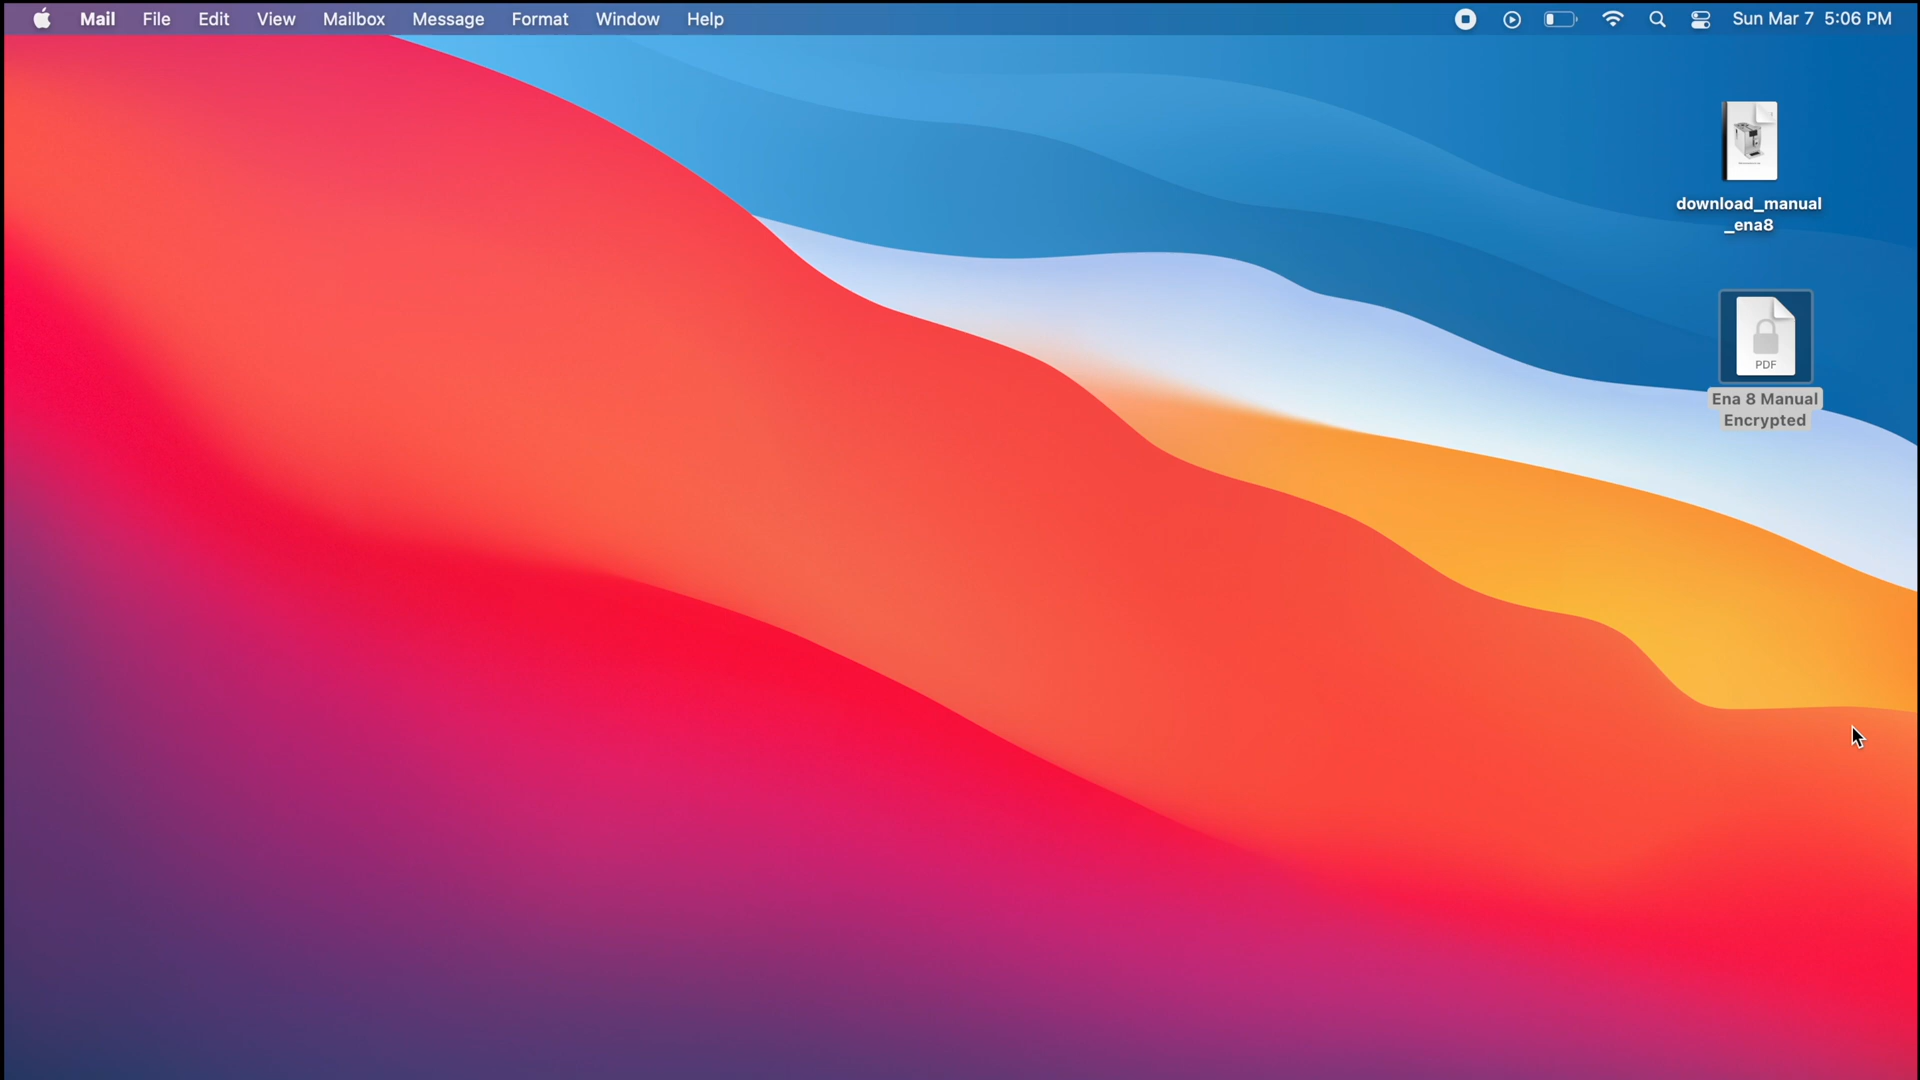 Mail File Edit View Mailbox Message Format Window Help Sun Mar 7 5:06 PM
download_manual
_ena8
PDF
Ena 8 Manual
Encrypted